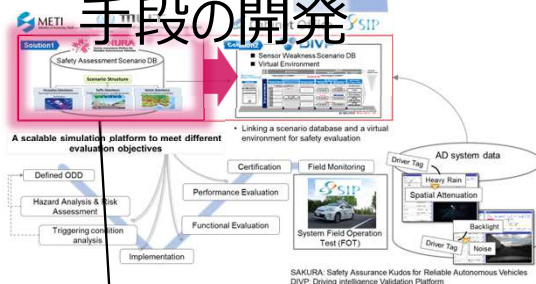 手段の開発
METI
SIP
Solution1
SAKURA
Safety Assessment Scenario DB
Scenario Structure
Solution2
DIVP
■ Sensor Weakness Scenario DB
■ Virtual Environment
A scalable simulation platform to meet different
evaluation objectives
• Linking a scenario database and a virtual
environment for safety evaluation
Defined ODD
Hazard Analysis & Risk
Assessment
Triggering condition
analysis
Implementation
Certification
Performance Evaluation
Functional Evaluation
Field Monitoring
SIP
System Field Operation
Test (FOT)
AD system data
Driver Tag
Heavy Rain
Spatial Attenuation
Backlight
Driver Tag
Noise
SAKURA: Safety Assurance Kudos for Reliable Autonomous Vehicles
DIVP: Driving intelligence Validation Platform